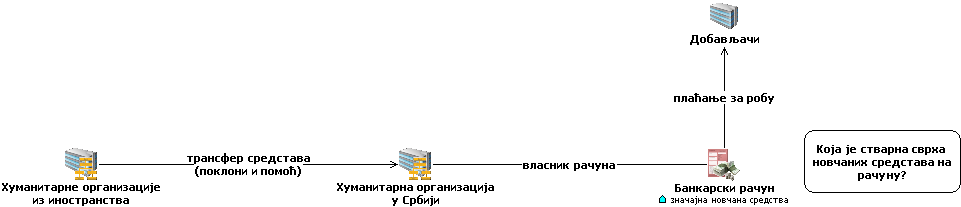 Добављачи
плаћање за робу
трансфер средстава
(поклони и помоћ)
власник рачуна
Која је стварна сврха
новчаних средстава на
рачуну?
Хуманитарне организације
из иностранства
Хуманитарна организација
у Србији
Банкарски рачун
значајна новчана средства